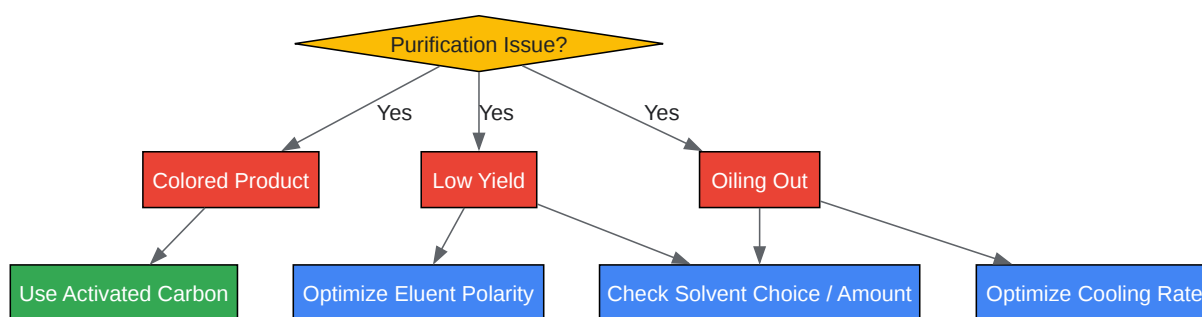 Purification Issue?
Yes
Yes
Yes
Colored Product
Low Yield
Oiling Out
Use Activated Carbon
Optimize Eluent Polarity
Check Solvent Choice / Amount
Optimize Cooling Rate